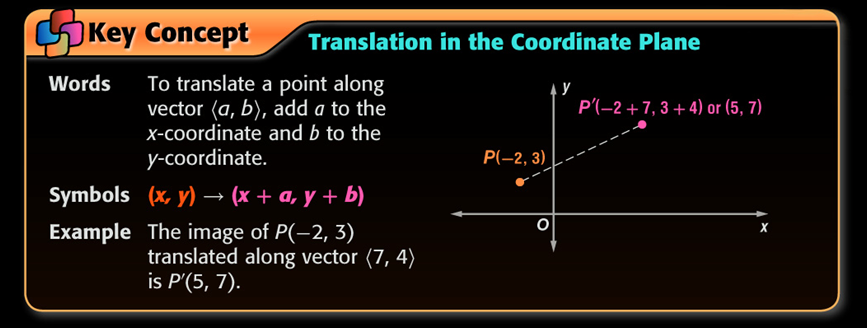 Key Concept
Translation in the Coordinate Plane
Words To translate a point along
vector ⟨a, b⟩, add a to the
x-coordinate and b to the
y-coordinate.
Symbols (x, y) → (x + a, y + b)
Example The image of P(−2, 3)
translated along vector ⟨7, 4⟩
is P′(5, 7).
y
P′(−2 + 7, 3 + 4) or (5, 7)
P(−2, 3)
O
x